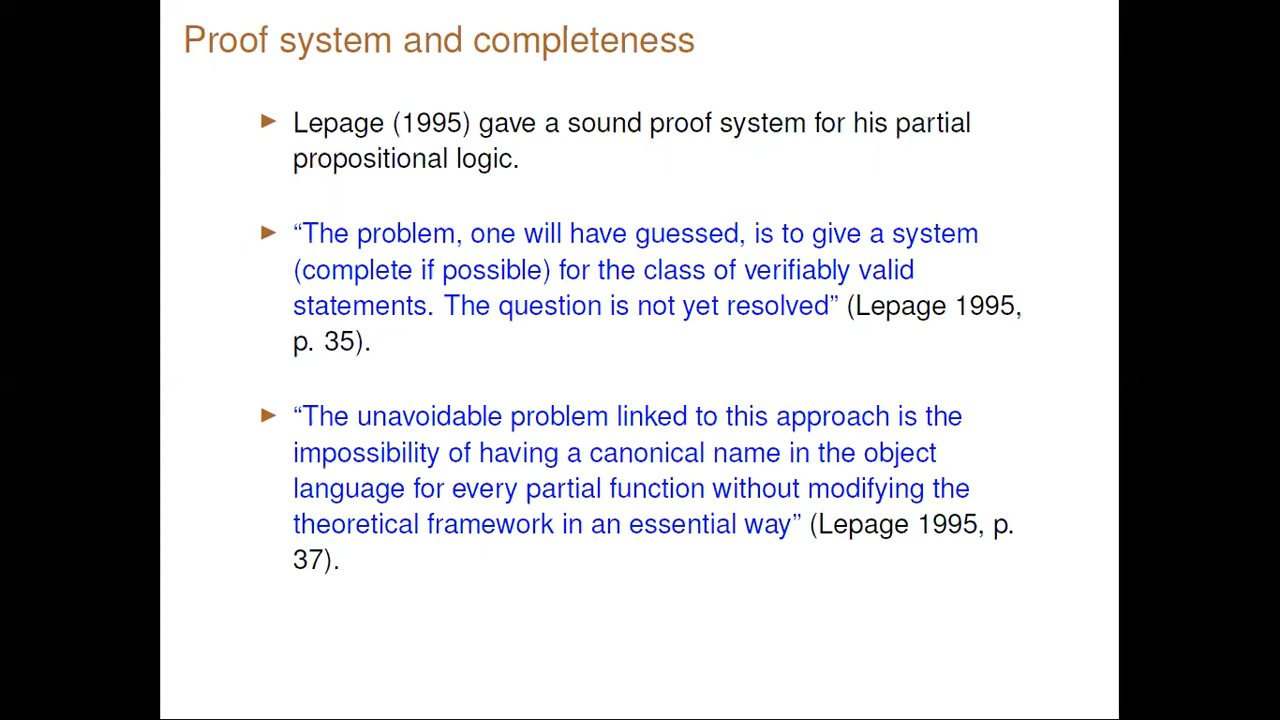 Proof system and completeness
► Lepage (1995) gave a sound proof system for his partial
propositional logic.
► “The problem, one will have guessed, is to give a system
(complete if possible) for the class of verifiably valid
statements. The question is not yet resolved” (Lepage 1995,
p. 35).
► “The unavoidable problem linked to this approach is the
impossibility of having a canonical name in the object
language for every partial function without modifying the
theoretical framework in an essential way” (Lepage 1995, p.
37).